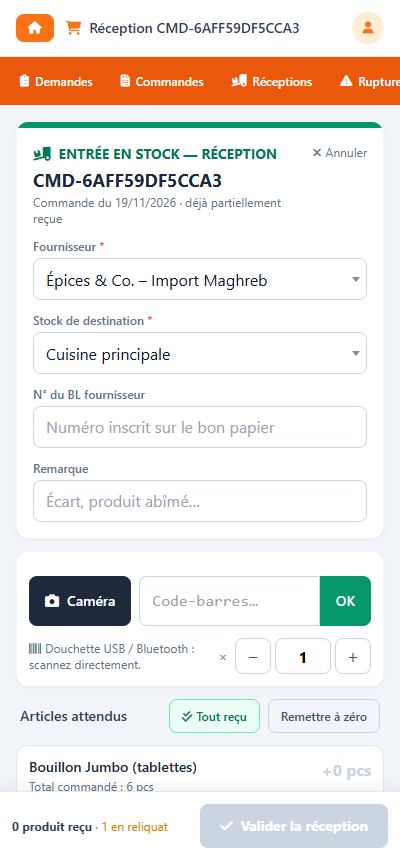 Réception CMD-6AFF59DF5CCA3
Demandes Commandes Réceptions Rupture
ENTRÉE EN STOCK — RÉCEPTION
× Annuler
CMD-6AFF59DF5CCA3
Commande du 19/11/2026 · déjà partiellement
reçue
Fournisseur *
Épices & Co. – Import Maghreb
Stock de destination *
Cuisine principale
N° du BL fournisseur
Numéro inscrit sur le bon papier
Remarque
Écart, produit abîmé...
Caméra Code-barres... OK
Douchette USB / Bluetooth :
scannez directement.
× − 1 +
Articles attendus Tout reçu Remettre à zéro
Bouillon Jumbo (tablettes)
+0 pcs
Total commandé : 6 pcs
0 produit reçu · 1 en reliquat Valider la réception